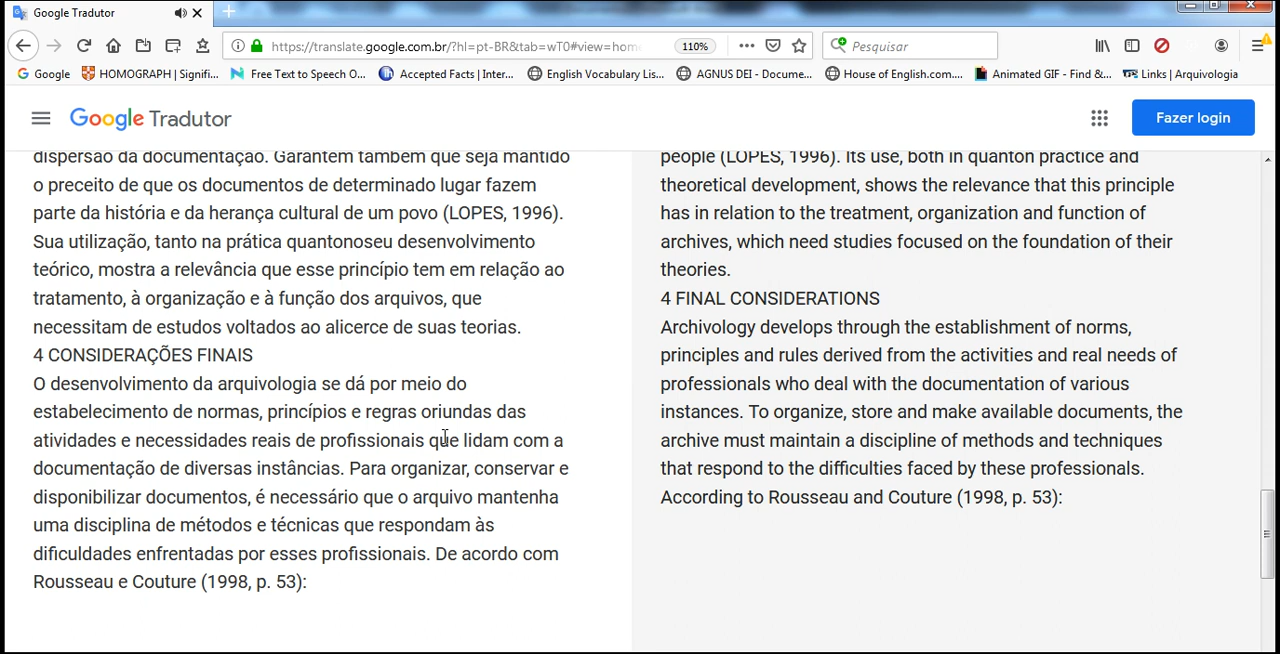 Google Tradutor
https://translate.google.com.br/?hl=pt-BR&tab=wT0#view=hom
110%
Pesquisar
Google
HOMOGRAPH | Signifi...
Free Text to Speech O...
Accepted Facts | Inter...
English Vocabulary Lis...
AGNUS DEI - Docume...
House of English.com....
Animated GIF - Find &...
Links | Arquivologia
Google Tradutor
Fazer login
dispersão da documentação. Garantem também que seja mantido
o preceito de que os documentos de determinado lugar fazem
parte da história e da herança cultural de um povo (LOPES, 1996).
Sua utilização, tanto na prática quantonoseu desenvolvimento
teórico, mostra a relevância que esse princípio tem em relação ao
tratamento, à organização e à função dos arquivos, que
necessitam de estudos voltados ao alicerce de suas teorias.
4 CONSIDERAÇÕES FINAIS
O desenvolvimento da arquivologia se dá por meio do
estabelecimento de normas, princípios e regras oriundas das
atividades e necessidades reais de profissionais que lidam com a
documentação de diversas instâncias. Para organizar, conservar e
disponibilizar documentos, é necessário que o arquivo mantenha
uma disciplina de métodos e técnicas que respondam às
dificuldades enfrentadas por esses profissionais. De acordo com
Rousseau e Couture (1998, p. 53):
people (LOPES, 1996). Its use, both in quanton practice and
theoretical development, shows the relevance that this principle
has in relation to the treatment, organization and function of
archives, which need studies focused on the foundation of their
theories.
4 FINAL CONSIDERATIONS
Archivology develops through the establishment of norms,
principles and rules derived from the activities and real needs of
professionals who deal with the documentation of various
instances. To organize, store and make available documents, the
archive must maintain a discipline of methods and techniques
that respond to the difficulties faced by these professionals.
According to Rousseau and Couture (1998, p. 53):